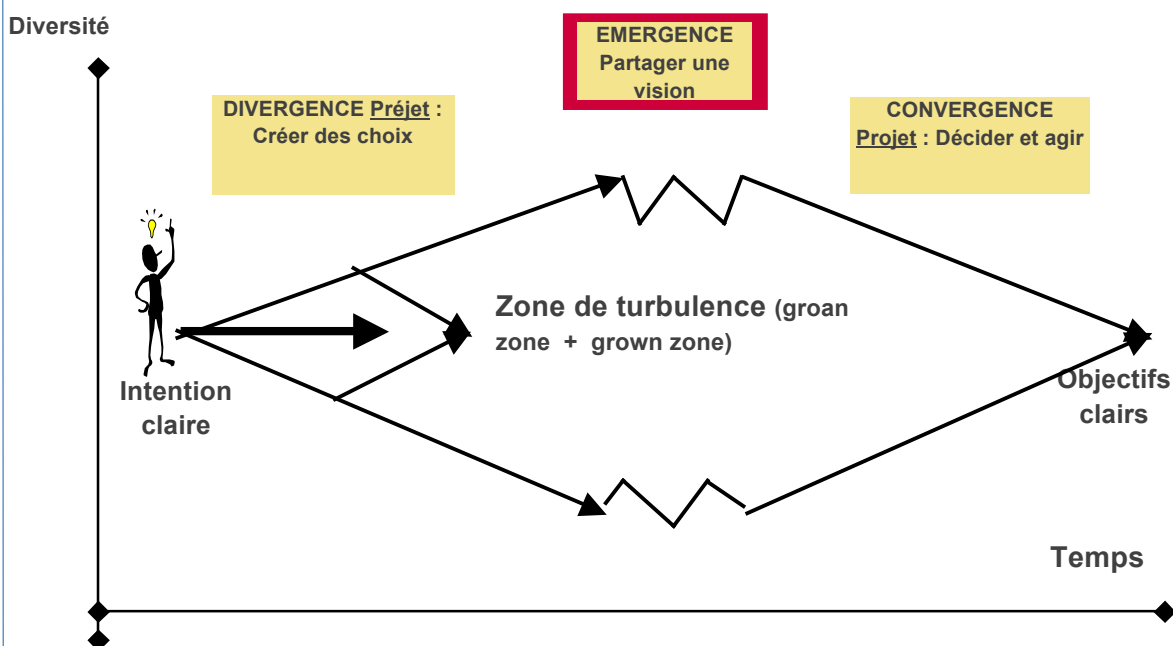 Diversité
EMERGENCE
Partager une
vision
DIVERGENCE Préjet :
Créer des choix
CONVERGENCE
Projet : Décider et agir
Zone de turbulence (groan
zone + grown zone)
Intention
claire
Objectifs
clairs
Temps